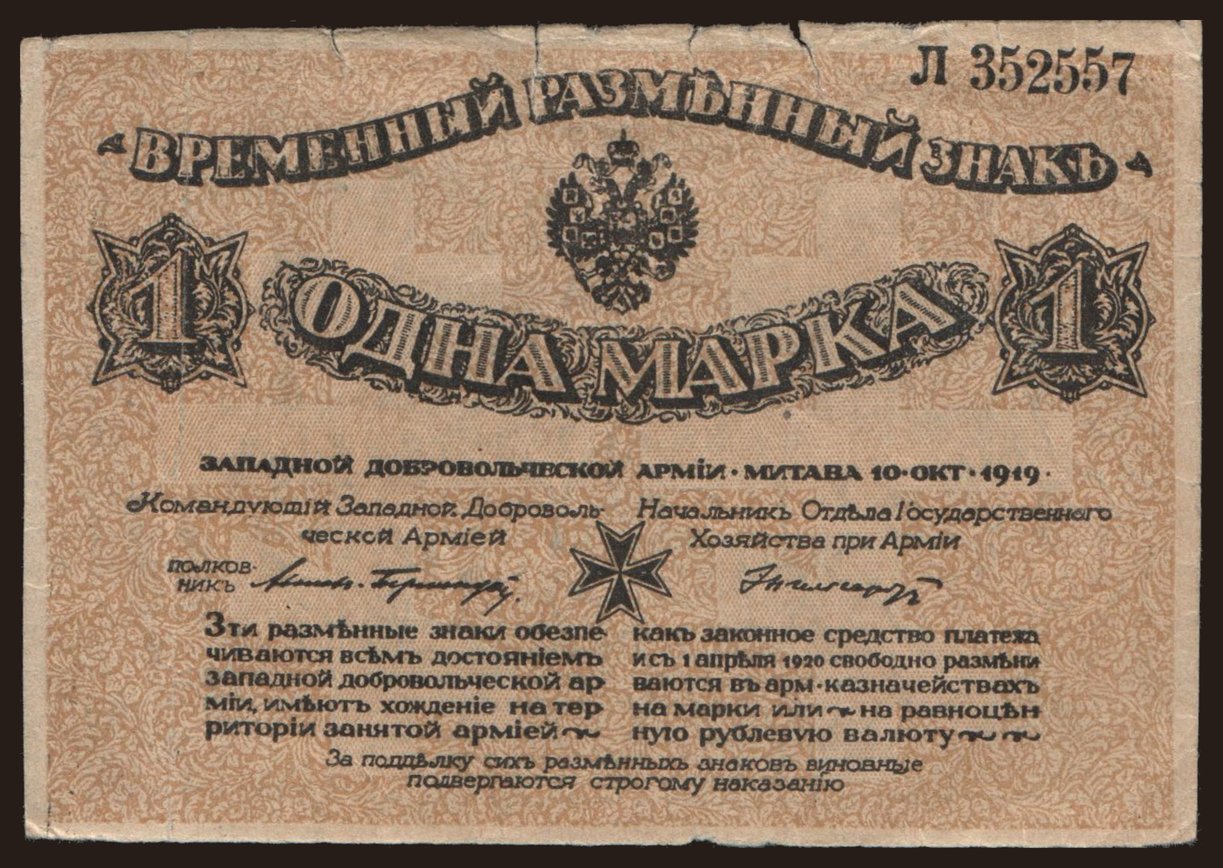 Л 352557
ВРЕМЕННЫЙ РАЗМѢННЫЙ ЗНАКЪ
1
1
ОДНА МАРКА
ЗАПАДНОЙ ДОБРОВОЛЬЧЕСКОЙ АРМІИ · МИТАВА 10 · ОКТ · 1919 ·
Командующій Западной Доброволь-
ческой Арміей
ПОЛКОВ-
НИКЪ
Начальникъ Отдѣла Государственнаго
Хозяйства при Арміи
Эти размѣнные знаки обезпе-
чиваются всѣмъ достояніемъ
западной добровольческой ар
міи, имѣютъ хожденіе на тер
риторіи занятой арміей
какъ законное средство платежа
и съ 1 апрѣля 1920 свободно размѣни
ваются въ арм · казначействахъ
на марки или на равноцѣн
ную рублевую валюту
За поддѣлку сихъ размѣнныхъ знаковъ виновные
подвергаются строгому наказанію